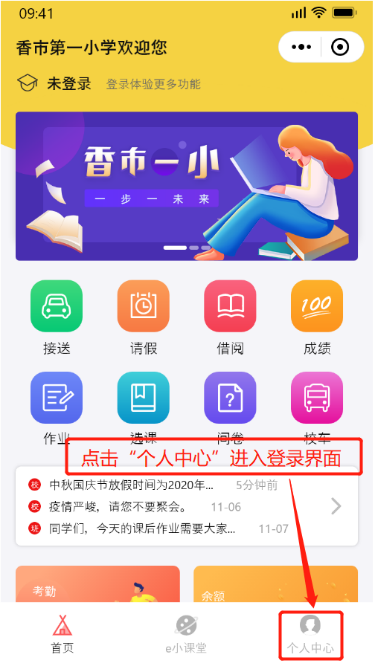 09:41
香市第一小学欢迎您
未登录 登录体验更多功能
香市一小
一步一未来
接送 请假 借阅 100 成绩
作业 选课 ? 问卷 校车
点击“个人中心”进入登录界面
校 中秋国庆节放假时间为2020年... 5分钟前
校 疫情严峻，请您不要聚会。 11-06
班 同学们，今天的课后作业需要大家... 11-07
考勤 余额
首页 e小课堂 个人中心